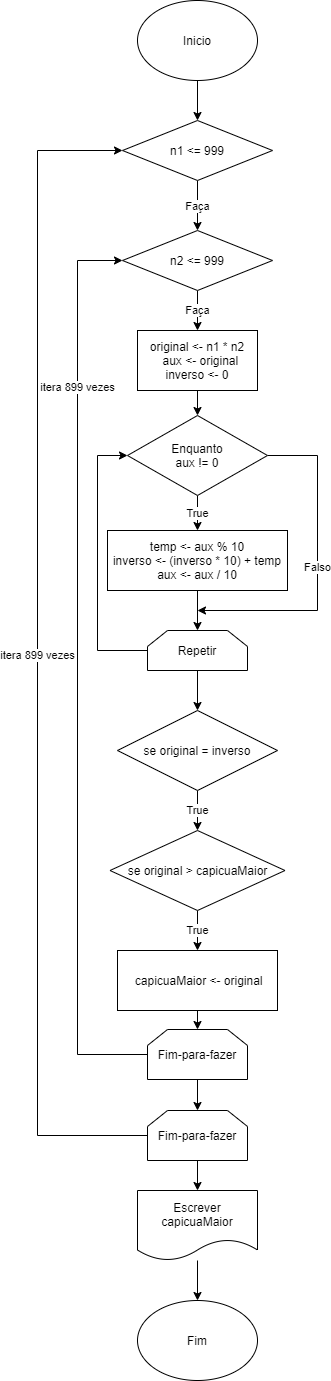 Inicio
n1 <= 999
Faça
n2 <= 999
Faça
original <- n1 * n2
aux <- original
inverso <- 0
itera 899 vezes
Enquanto
aux != 0
True
temp <- aux % 10
inverso <- (inverso * 10) + temp
aux <- aux / 10
Falso
Repetir
itera 899 vezes
se original = inverso
True
se original > capicuaMaior
True
capicuaMaior <- original
Fim-para-fazer
Fim-para-fazer
Escrever
capicuaMaior
Fim